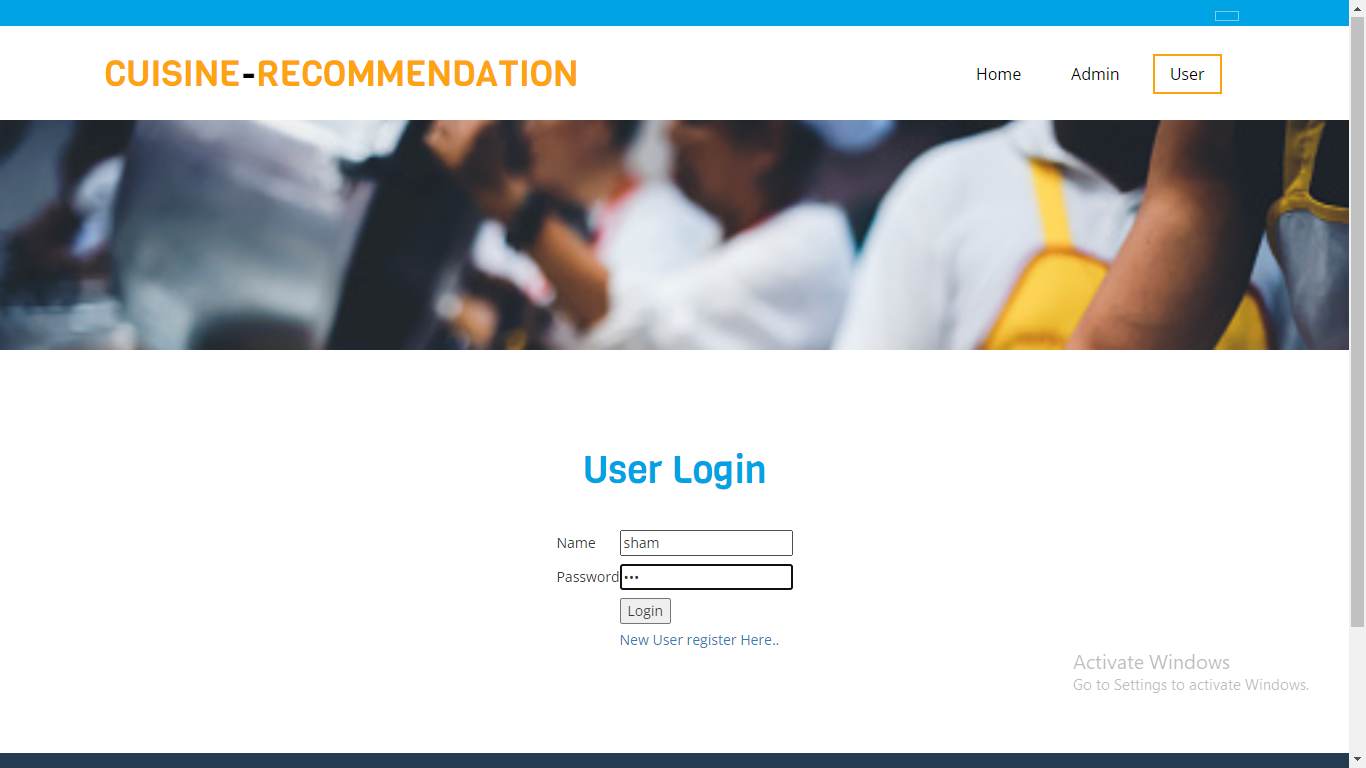 CUISINE-RECOMMENDATION
Home Admin User
User Login
Name sham
Password •••
Login
New User register Here..
Activate Windows
Go to Settings to activate Windows.